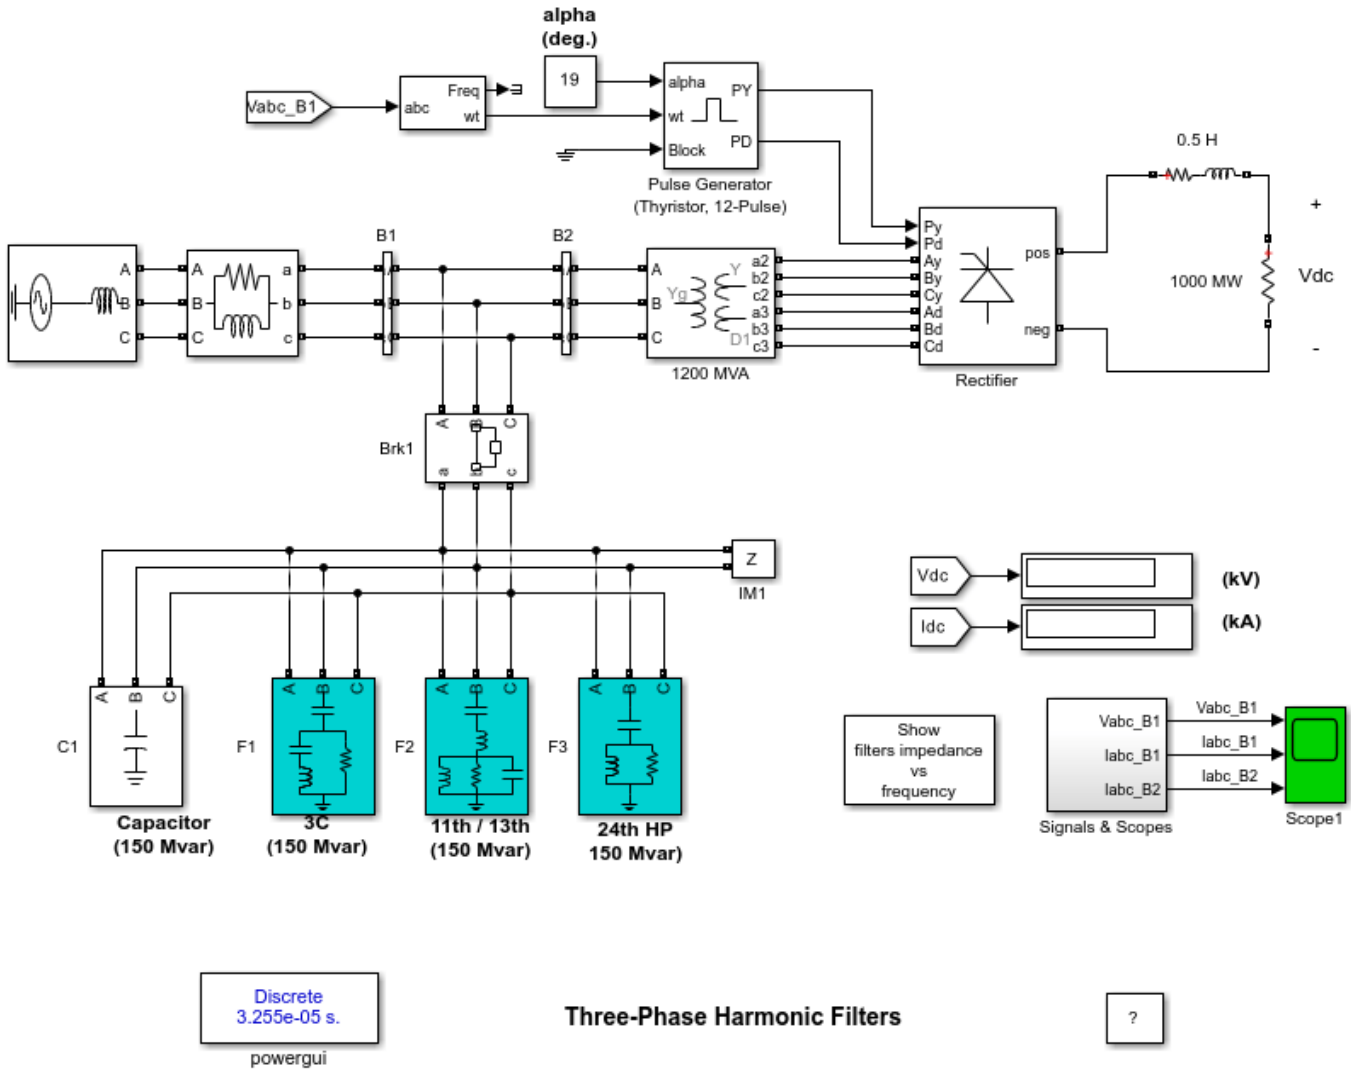 alpha
(deg.)
19
Vabc_B1
abc
Freq
wt
alpha
wt
Block
PY
PD
Pulse Generator
(Thyristor, 12-Pulse)
0.5 H
+
Vdc
-
1000 MW
B1
B2
A
B
C
A
B
C
a
b
c
A
B
C
Yg
Y
D1
a2
b2
c2
a3
b3
c3
1200 MVA
Py
Pd
Ay
By
Cy
Ad
Bd
Cd
pos
neg
Rectifier
Brk1
A
B
C
a
b
c
Z
IM1
Vdc
(kV)
Idc
(kA)
A
B
C
C1
Capacitor
(150 Mvar)
A
B
C
F1
3C
(150 Mvar)
A
B
C
F2
11th / 13th
(150 Mvar)
A
B
C
F3
24th HP
150 Mvar)
Show
filters impedance
vs
frequency
Vabc_B1
Iabc_B1
Iabc_B2
Vabc_B1
Iabc_B1
Iabc_B2
Signals & Scopes
Scope1
Discrete
3.255e-05 s.
powergui
Three-Phase Harmonic Filters
?